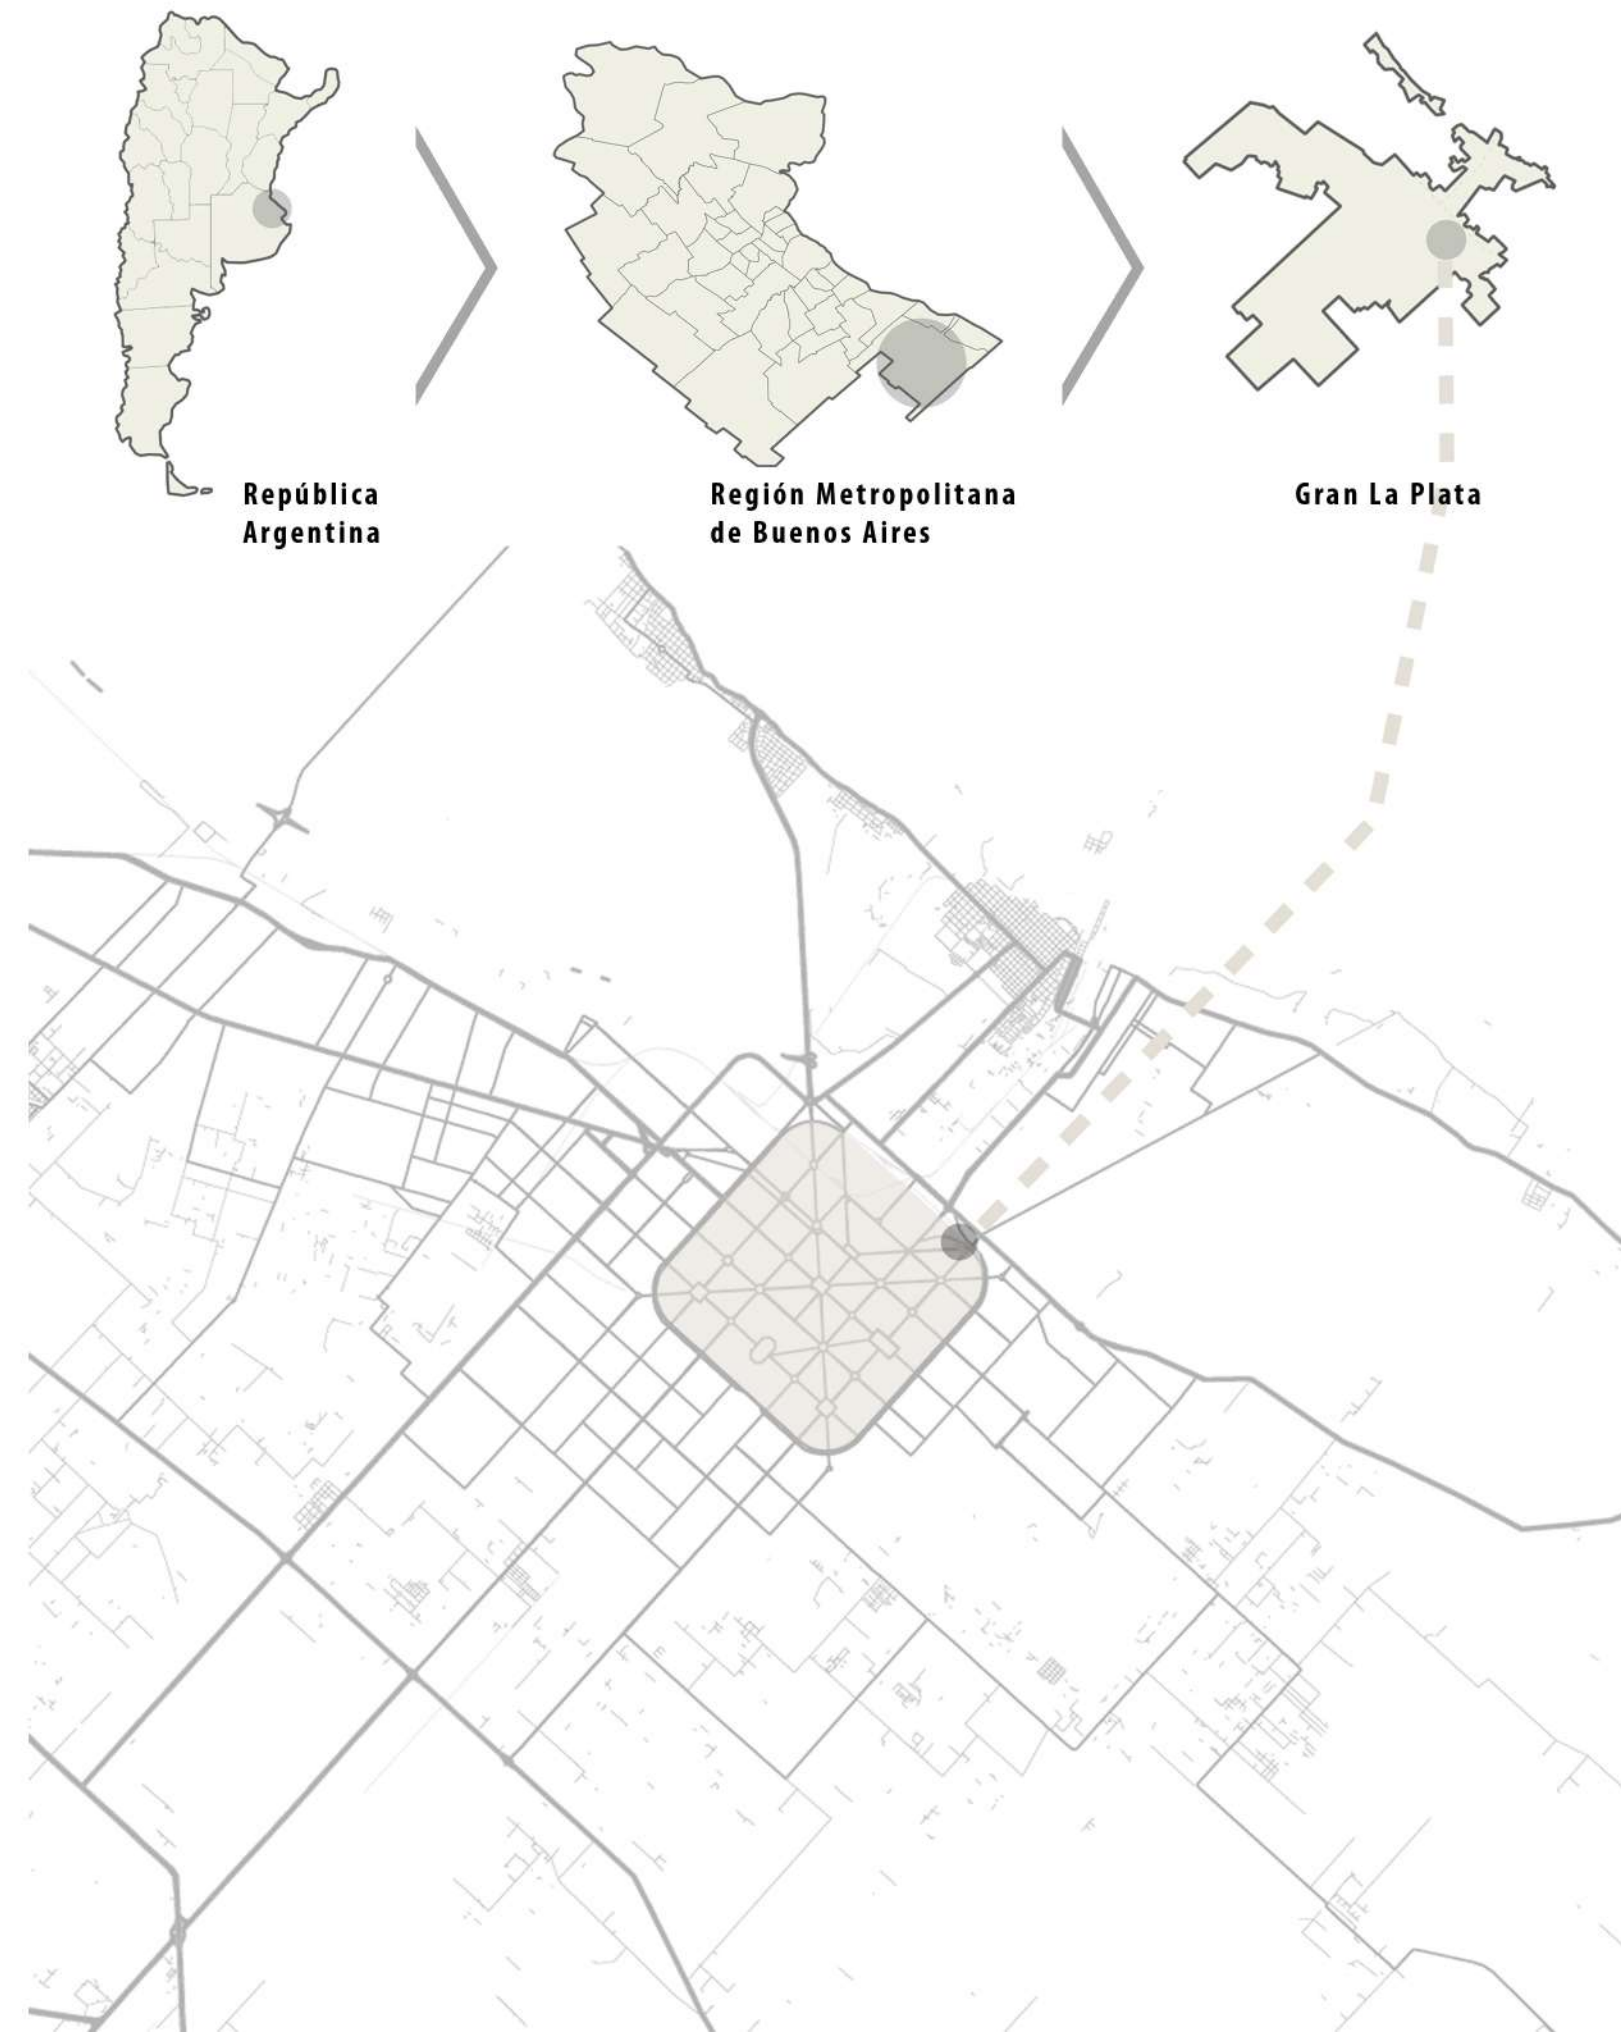 República
Argentina
Región Metropolitana
de Buenos Aires
Gran La Plata